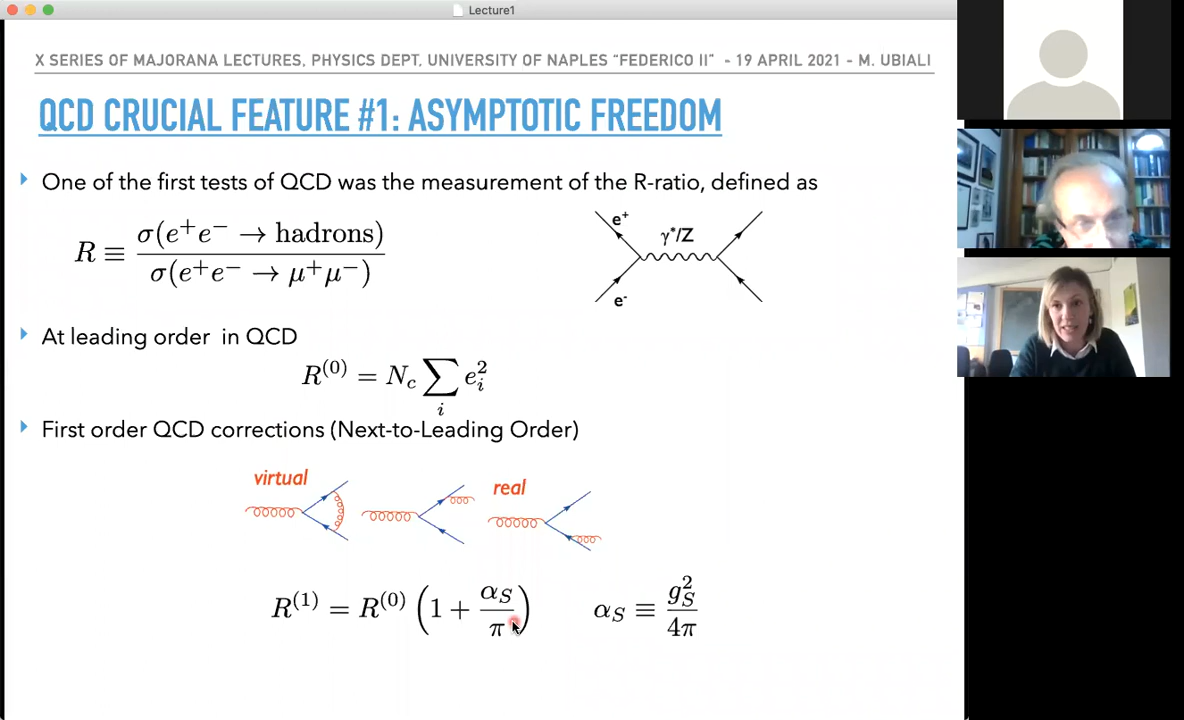 Lecture1
X SERIES OF MAJORANA LECTURES, PHYSICS DEPT, UNIVERSITY OF NAPLES "FEDERICO II" - 19 APRIL 2021 - M. UBIALI
QCD CRUCIAL FEATURE #1: ASYMPTOTIC FREEDOM
One of the first tests of QCD was the measurement of the R-ratio, defined as
R ≡ σ(e⁺e⁻ → hadrons) / σ(e⁺e⁻ → μ⁺μ⁻)
e⁺
γ*/Z
e⁻
At leading order in QCD
R⁽⁰⁾ = N_c ∑_i e_i²
First order QCD corrections (Next-to-Leading Order)
virtual
real
R⁽¹⁾ = R⁽⁰⁾ (1 + α_S/π)
α_S ≡ g_S²/4π